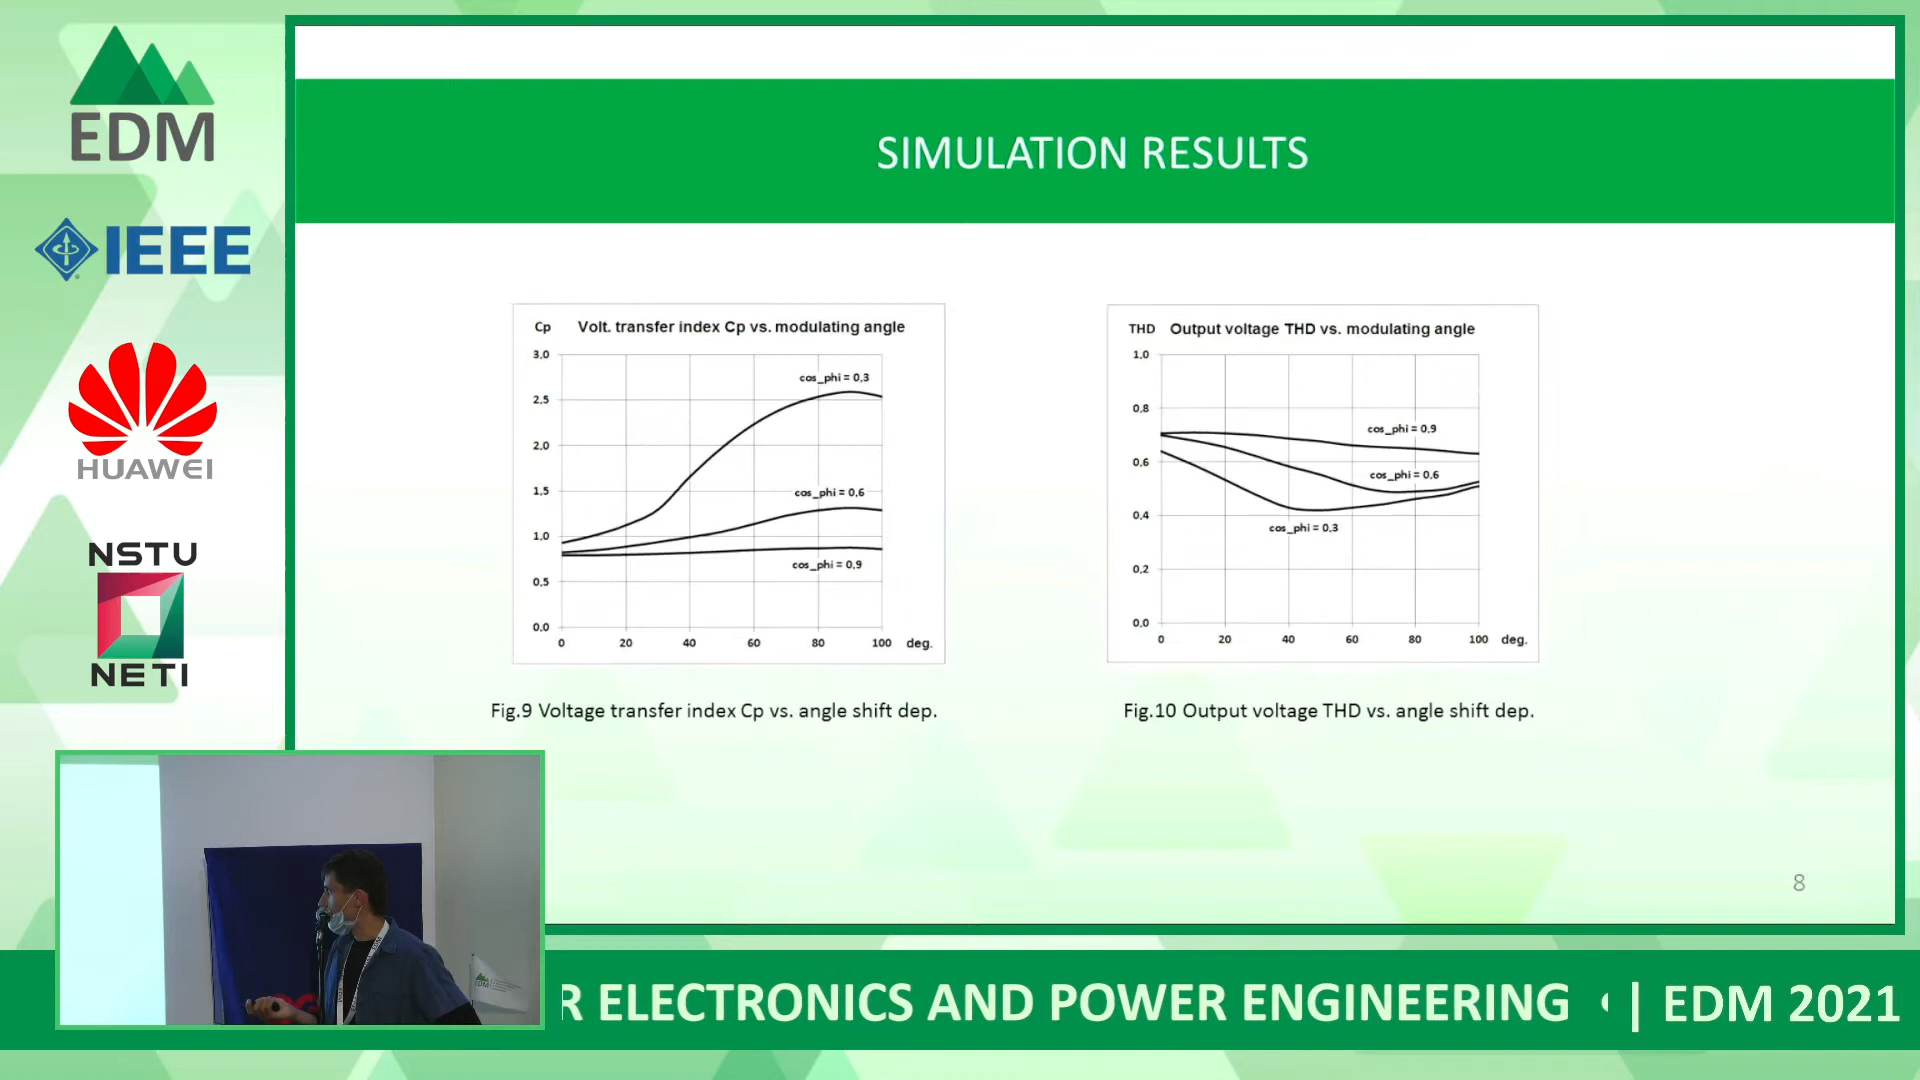 EDM
IEEE
HUAWEI
NSTU
NETI
SIMULATION RESULTS
Cp Volt. transfer index Cp vs. modulating angle
3,0
2,5
2,0
1,5
1,0
0,5
0,0
cos_phi = 0,3
cos_phi = 0,6
cos_phi = 0,9
0 20 40 60 80 100 deg.
Fig.9 Voltage transfer index Cp vs. angle shift dep.
THD Output voltage THD vs. modulating angle
1,0
0,8
0,6
0,4
0,2
0,0
cos_phi = 0,9
cos_phi = 0,6
cos_phi = 0,3
0 20 40 60 80 100 deg.
Fig.10 Output voltage THD vs. angle shift dep.
8
EDM
R ELECTRONICS AND POWER ENGINEERING | EDM 2021